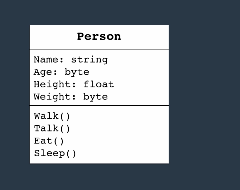 Person
Name: string
Age: byte
Height: float
Weight: byte
Walk()
Talk()
Eat()
Sleep()